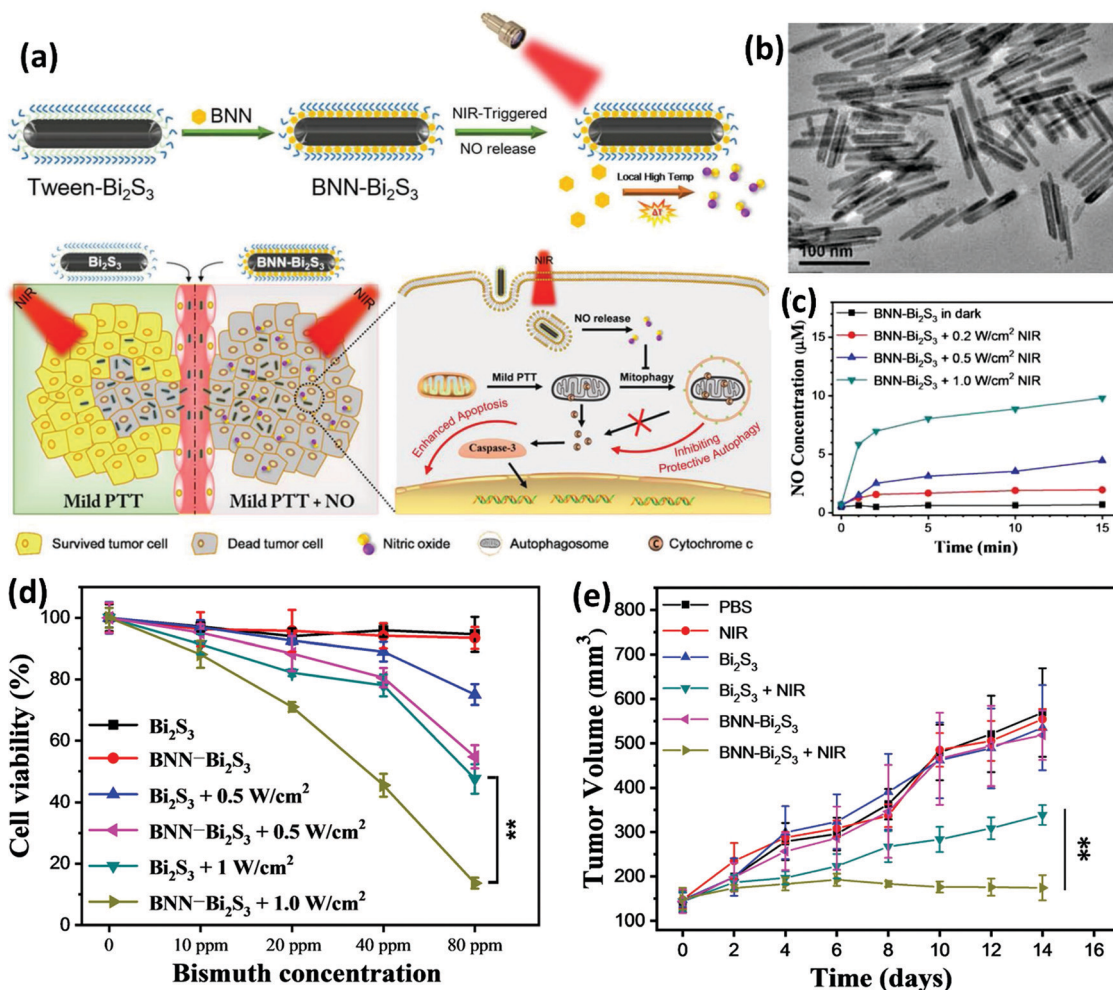 (a)
BNN
NIR-Triggered
NO release
Tween-Bi₂S₃
BNN-Bi₂S₃
Local High Temp
ΔT
Bi₂S₃
BNN-Bi₂S₃
NIR
NIR
Mild PTT
Mild PTT + NO
NIR
NO release
Mild PTT
Mitophagy
Enhanced Apoptosis
Caspase-3
Inhibiting
Protective Autophagy
Survived tumor cell
Dead tumor cell
Nitric oxide
Autophagosome
C
Cytochrome c
(b)
100 nm
(c)
NO Concentration (μM)
15
10
5
0
BNN-Bi₂S₃ in dark
BNN-Bi₂S₃ + 0.2 W/cm² NIR
BNN-Bi₂S₃ + 0.5 W/cm² NIR
BNN-Bi₂S₃ + 1.0 W/cm² NIR
0 5 10 15
Time (min)
(d)
Cell viability (%)
100
80
60
40
20
0
Bi₂S₃
BNN−Bi₂S₃
Bi₂S₃ + 0.5 W/cm²
BNN−Bi₂S₃ + 0.5 W/cm²
Bi₂S₃ + 1 W/cm²
BNN−Bi₂S₃ + 1.0 W/cm²
**
0 10 ppm 20 ppm 40 ppm 80 ppm
Bismuth concentration
(e)
Tumor Volume (mm³)
800
700
600
500
400
300
200
100
PBS
NIR
Bi₂S₃
Bi₂S₃ + NIR
BNN-Bi₂S₃
BNN-Bi₂S₃ + NIR
**
0 2 4 6 8 10 12 14 16
Time (days)